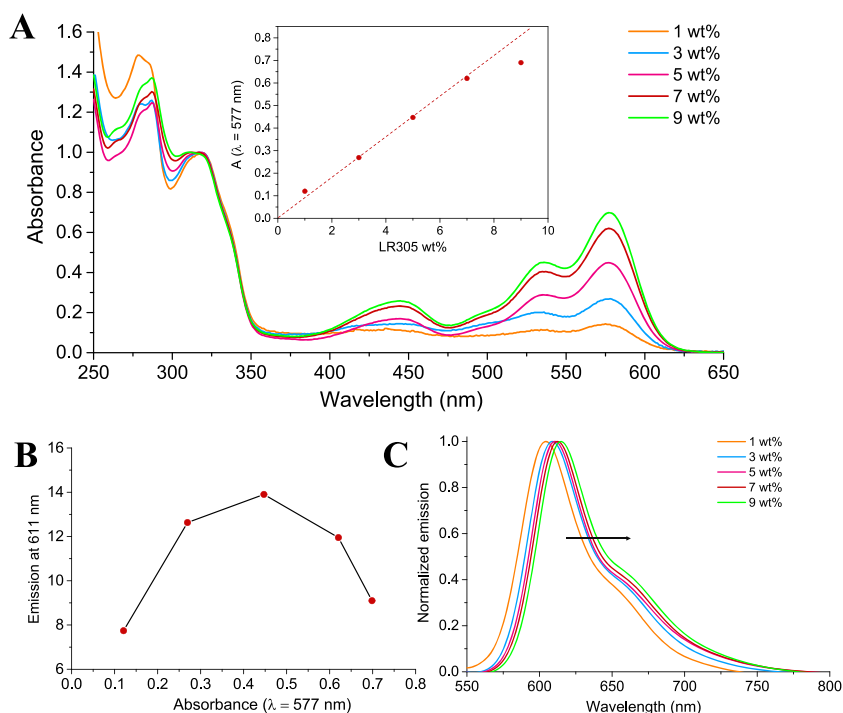 A
1.6
1.4
1.2
1.0
0.8
0.6
0.4
0.2
0.0
Absorbance
250 300 350 400 450 500 550 600 650
Wavelength (nm)
0.8
0.7
0.6
0.5
0.4
0.3
0.2
0.1
0.0
A (λ = 577 nm)
0 2 4 6 8 10
LR305 wt%
1 wt%
3 wt%
5 wt%
7 wt%
9 wt%
B
16
14
12
10
8
6
Emission at 611 nm
0.0 0.1 0.2 0.3 0.4 0.5 0.6 0.7 0.8
Absorbance (λ = 577 nm)
C
1.0
0.8
0.6
0.4
0.2
0.0
Normalized emission
550 600 650 700 750 800
Wavelength (nm)
1 wt%
3 wt%
5 wt%
7 wt%
9 wt%